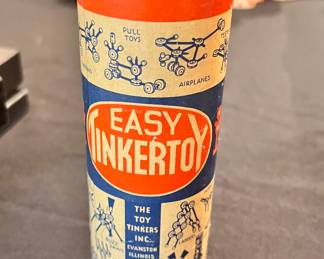 PULL
TOYS
AIRPLANES
EASY
TINKERTOY
THE
TOY
TINKERS
INC.
EVANSTON
ILLINOIS